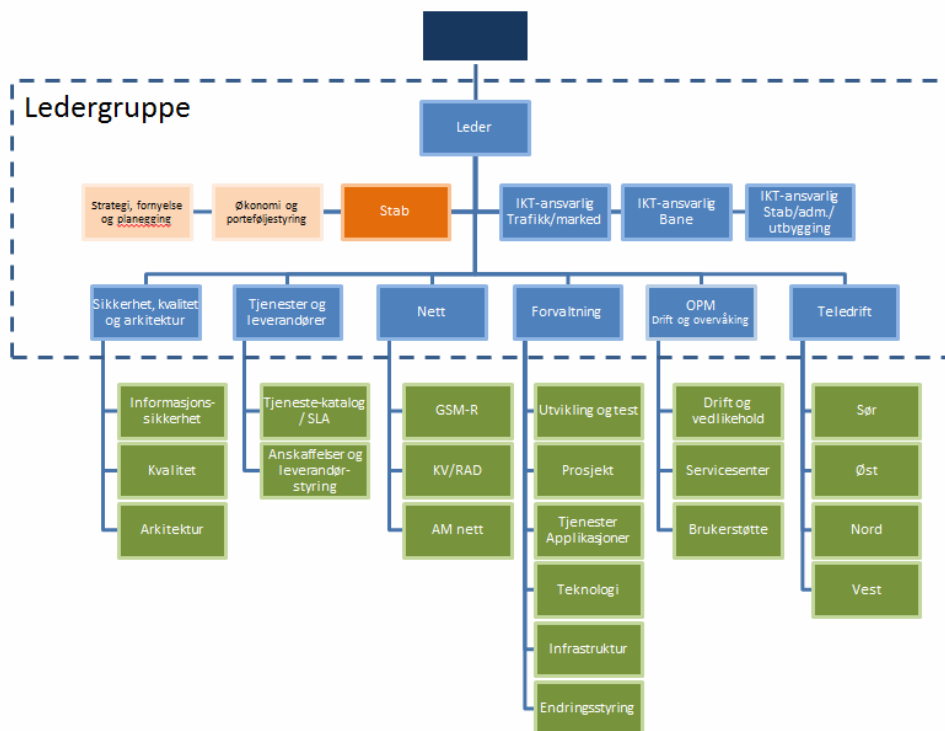 Ledergruppe
Leder
Strategi, fornyelse
og planegging
Økonomi og
porteføljestyring
Stab
IKT-ansvarlig
Trafikk/marked
IKT-ansvarlig
Bane
IKT-ansvarlig
Stab/adm./
utbygging
Sikkerhet, kvalitet
og arkitektur
Tjenester og
leverandører
Nett
Forvaltning
OPM
Drift og overvåking
Teledrift
Informasjons-
sikkerhet
Kvalitet
Arkitektur
Tjeneste-katalog
/ SLA
Anskaffelser og
leverandør-
styring
GSM-R
KV/RAD
AM nett
Utvikling og test
Prosjekt
Tjenester
Applikasjoner
Teknologi
Infrastruktur
Endringsstyring
Drift og
vedlikehold
Servicesenter
Brukerstøtte
Sør
Øst
Nord
Vest